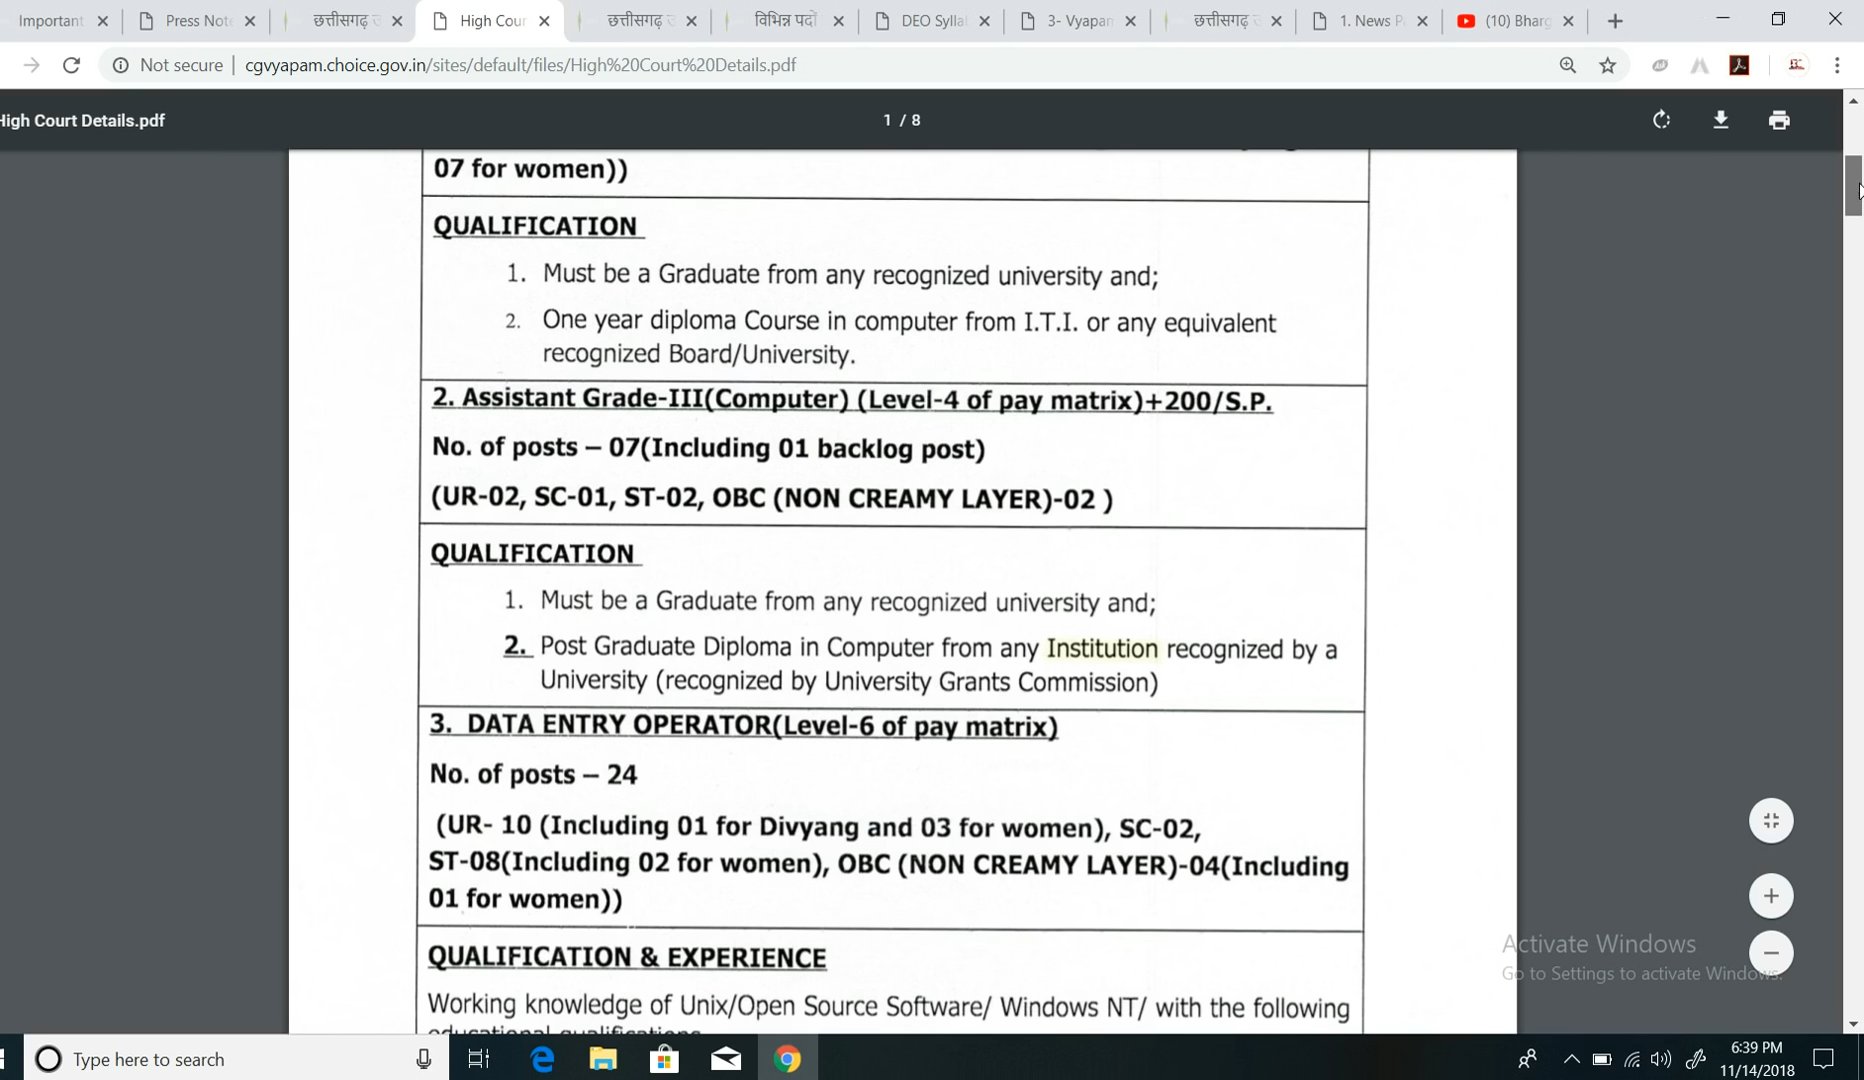 Important
Press Note
छत्तीसगढ़
High Cour
छत्तीसगढ़
विभिन्न पदों
DEO Sylla
3- Vyapam
छत्तीसगढ़
1. News P
(10) Bharg
Not secure | cgvyapam.choice.gov.in/sites/default/files/High%20Court%20Details.pdf
High Court Details.pdf
1 / 8
07 for women))
QUALIFICATION
1. Must be a Graduate from any recognized university and;
2. One year diploma Course in computer from I.T.I. or any equivalent
recognized Board/University.
2. Assistant Grade-III(Computer) (Level-4 of pay matrix)+200/S.P.
No. of posts – 07(Including 01 backlog post)
(UR-02, SC-01, ST-02, OBC (NON CREAMY LAYER)-02 )
QUALIFICATION
1. Must be a Graduate from any recognized university and;
2. Post Graduate Diploma in Computer from any Institution recognized by a
University (recognized by University Grants Commission)
3. DATA ENTRY OPERATOR(Level-6 of pay matrix)
No. of posts – 24
(UR- 10 (Including 01 for Divyang and 03 for women), SC-02,
ST-08(Including 02 for women), OBC (NON CREAMY LAYER)-04(Including
01 for women))
QUALIFICATION & EXPERIENCE
Working knowledge of Unix/Open Source Software/ Windows NT/ with the following
educational qualifications
Activate Windows
Go to Settings to activate Windows.
Type here to search
6:39 PM
11/14/2018